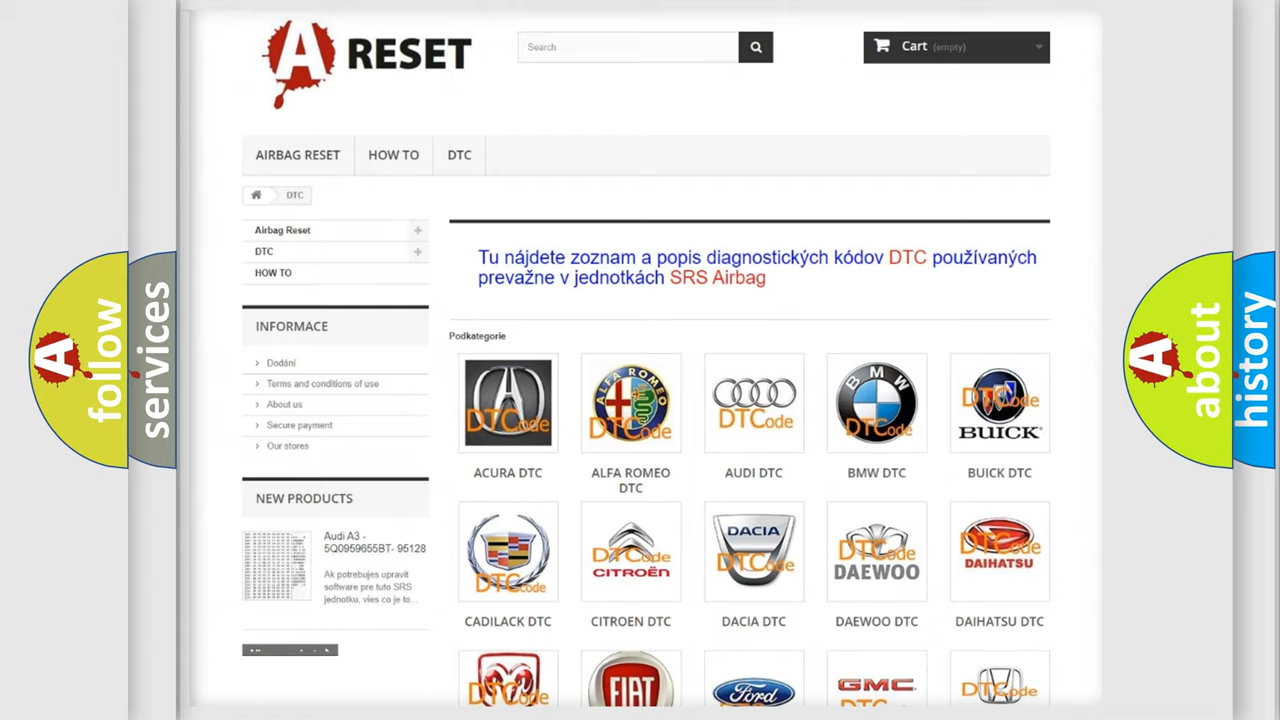 A RESET
Search
Cart (empty)
AIRBAG RESET
HOW TO
DTC
DTC
Airbag Reset
DTC
HOW TO
Tu nájdete zoznam a popis diagnostických kódov DTC používaných
prevažne v jednotkách SRS Airbag
INFORMACE
Dodání
Terms and conditions of use
About us
Secure payment
Our stores
Podkategorie
ALFA ROMEO
BMW
BUICK
DTCode
DTCode
DTCode
DTCode
DTCode
ACURA DTC
ALFA ROMEO
DTC
AUDI DTC
BMW DTC
BUICK DTC
NEW PRODUCTS
Audi A3 -
5Q0959655BT- 95128
Ak potrebujes upravit
software pre tuto SRS
jednotku, vies co je to...
DTCode
DTCode
CITROËN
DACIA
DTCode
DTCode
DAEWOO
DTCode
DAIHATSU
CADILACK DTC
CITROEN DTC
DACIA DTC
DAEWOO DTC
DAIHATSU DTC
DTCode
FIAT
Ford
GMC
DTCode
A
follow
services
A
about
history